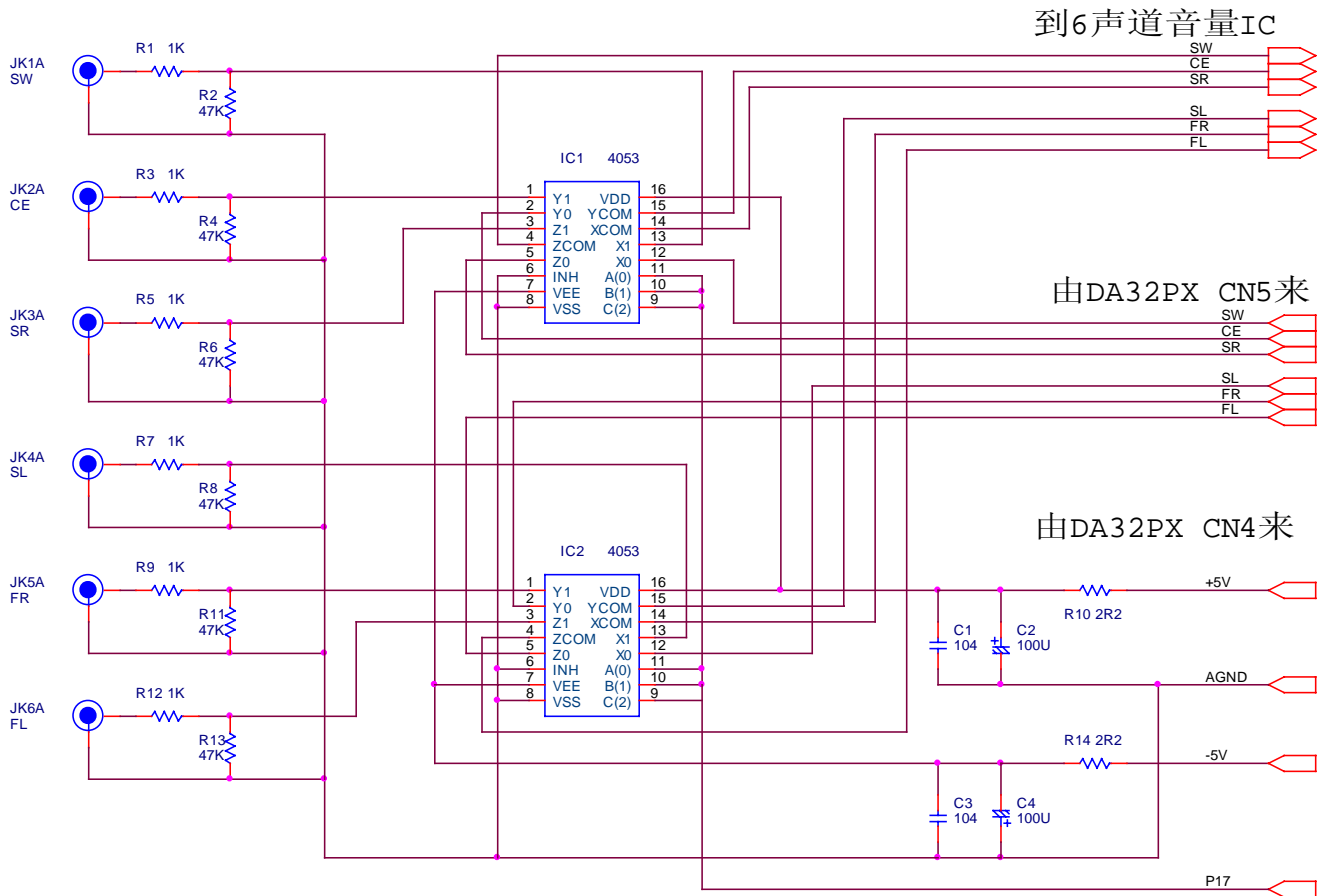 到6声道音量IC
SW
CE
SR
SL
FR
FL
JK1A
SW
R1 1K
R2
47K
JK2A
CE
R3 1K
R4
47K
JK3A
SR
R5 1K
R6
47K
JK4A
SL
R7 1K
R8
47K
JK5A
FR
R9 1K
R11
47K
JK6A
FL
R12 1K
R13
47K
IC1 4053
1 Y1 VDD 16
2 Y0 YCOM 15
3 Z1 XCOM 14
4 ZCOM X1 13
5 Z0 X0 12
6 INH A(0) 11
7 VEE B(1) 10
8 VSS C(2) 9
由DA32PX CN5来
SW
CE
SR
SL
FR
FL
IC2 4053
1 Y1 VDD 16
2 Y0 YCOM 15
3 Z1 XCOM 14
4 ZCOM X1 13
5 Z0 X0 12
6 INH A(0) 11
7 VEE B(1) 10
8 VSS C(2) 9
由DA32PX CN4来
+5V
R10 2R2
C1
104
C2
100U
+
AGND
R14 2R2
-5V
C3
104
C4
100U
+
P17